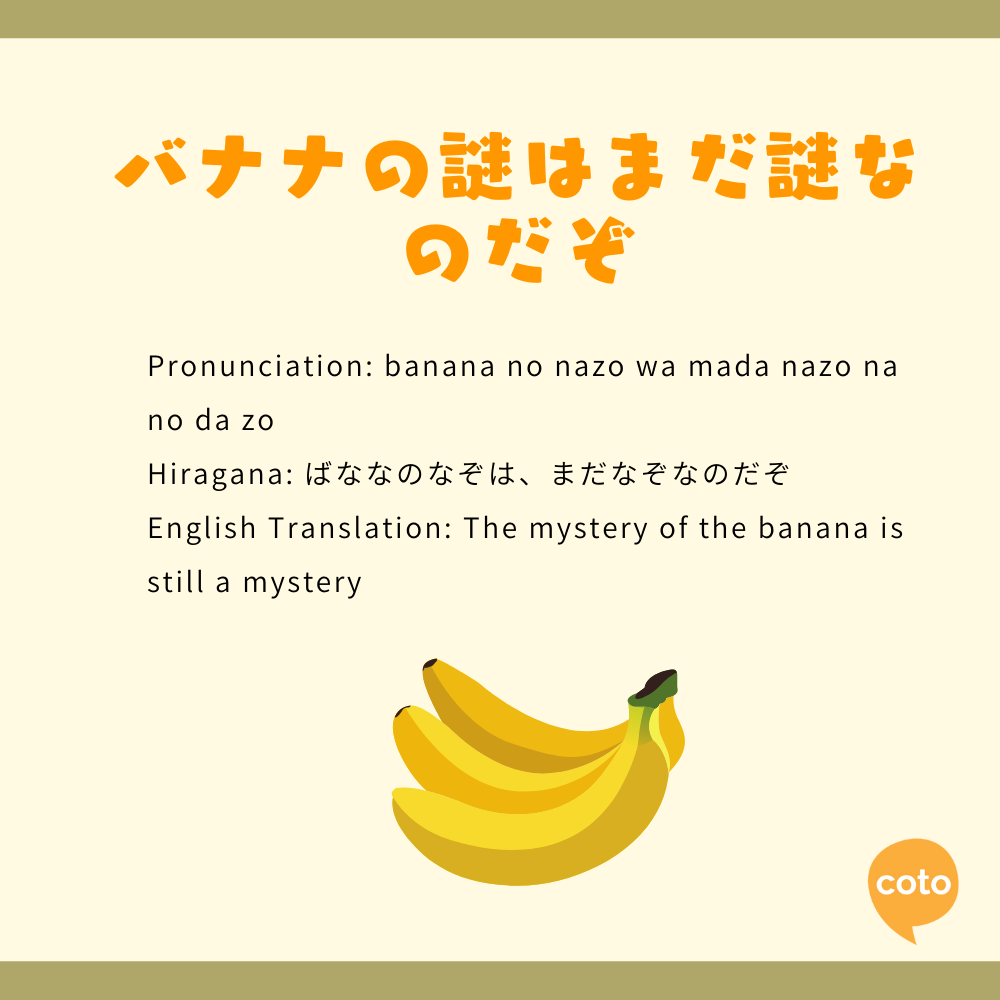 バナナの謎はまだ謎な
のだぞ
Pronunciation: banana no nazo wa mada nazo na
no da zo
Hiragana: ばななのなぞは、まだなぞなのだぞ
English Translation: The mystery of the banana is
still a mystery
coto